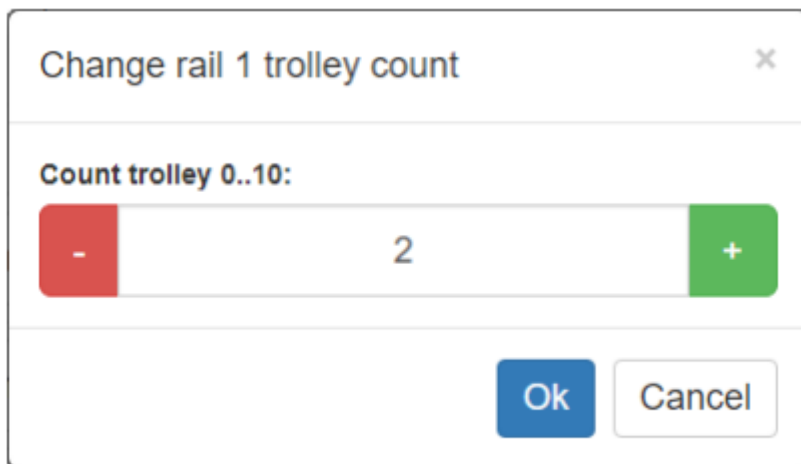 Change rail 1 trolley count ×
Count trolley 0..10:
- 2 +
Ok Cancel